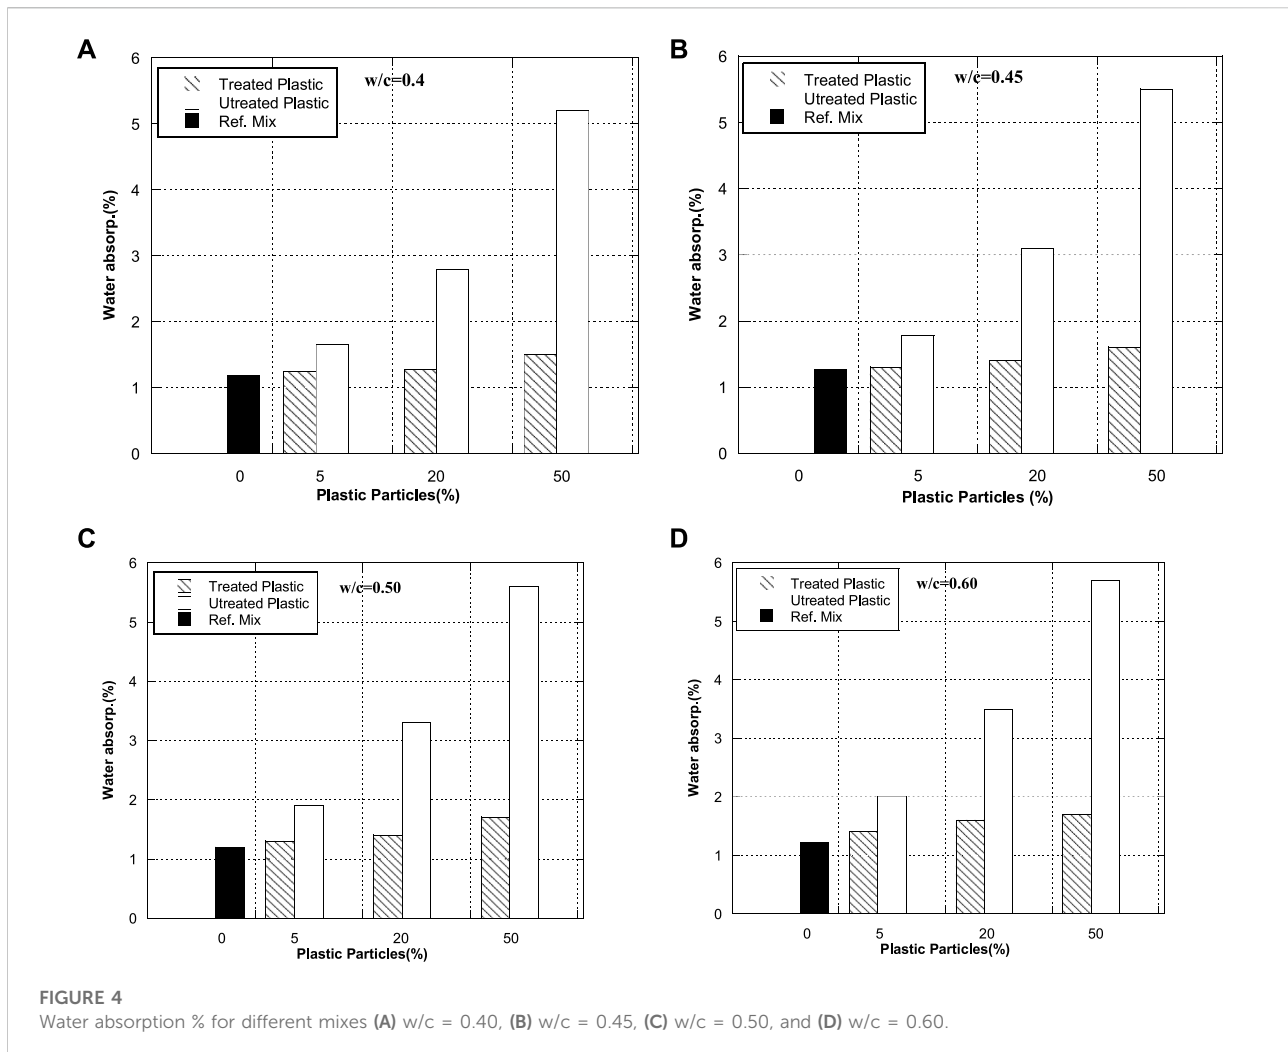 A
6
5
4
3
2
1
0
Water absorp.(%)
Treated Plastic
Utreated Plastic
Ref. Mix
w/c=0.4
0 5 20 50
Plastic Particles(%)
B
6
5
4
3
2
1
0
Water absorp.(%)
Treated Plastic
Utreated Plastic
Ref. Mix
w/c=0.45
0 5 20 50
Plastic Particles (%)
C
6
5
4
3
2
1
0
Water absorp.(%)
Treated Plastic
Utreated Plastic
Ref. Mix
w/c=0.50
0 5 20 50
Plastic Particles(%)
D
6
5
4
3
2
1
0
Water absorp.(%)
Treated Plastic
Utreated Plastic
Ref. Mix
w/c=0.60
0 5 20 50
Plastic Particles(%)
FIGURE 4
Water absorption % for different mixes (A) w/c = 0.40, (B) w/c = 0.45, (C) w/c = 0.50, and (D) w/c = 0.60.